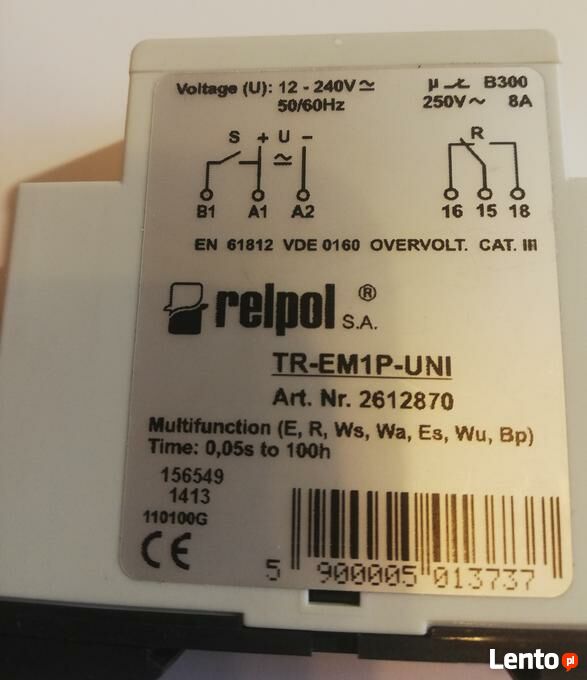 Voltage (U): 12 - 240V≃
50/60Hz
µ B300
250V~ 8A
S + U -
≃
B1 A1 A2
R
16 15 18
EN 61812 VDE 0160 OVERVOLT. CAT. III
relpol® S.A.
TR-EM1P-UNI
Art. Nr. 2612870
Multifunction (E, R, Ws, Wa, Es, Wu, Bp)
Time: 0,05s to 100h
156549
1413
110100G
CE
5 900005 013737
Lento.pl